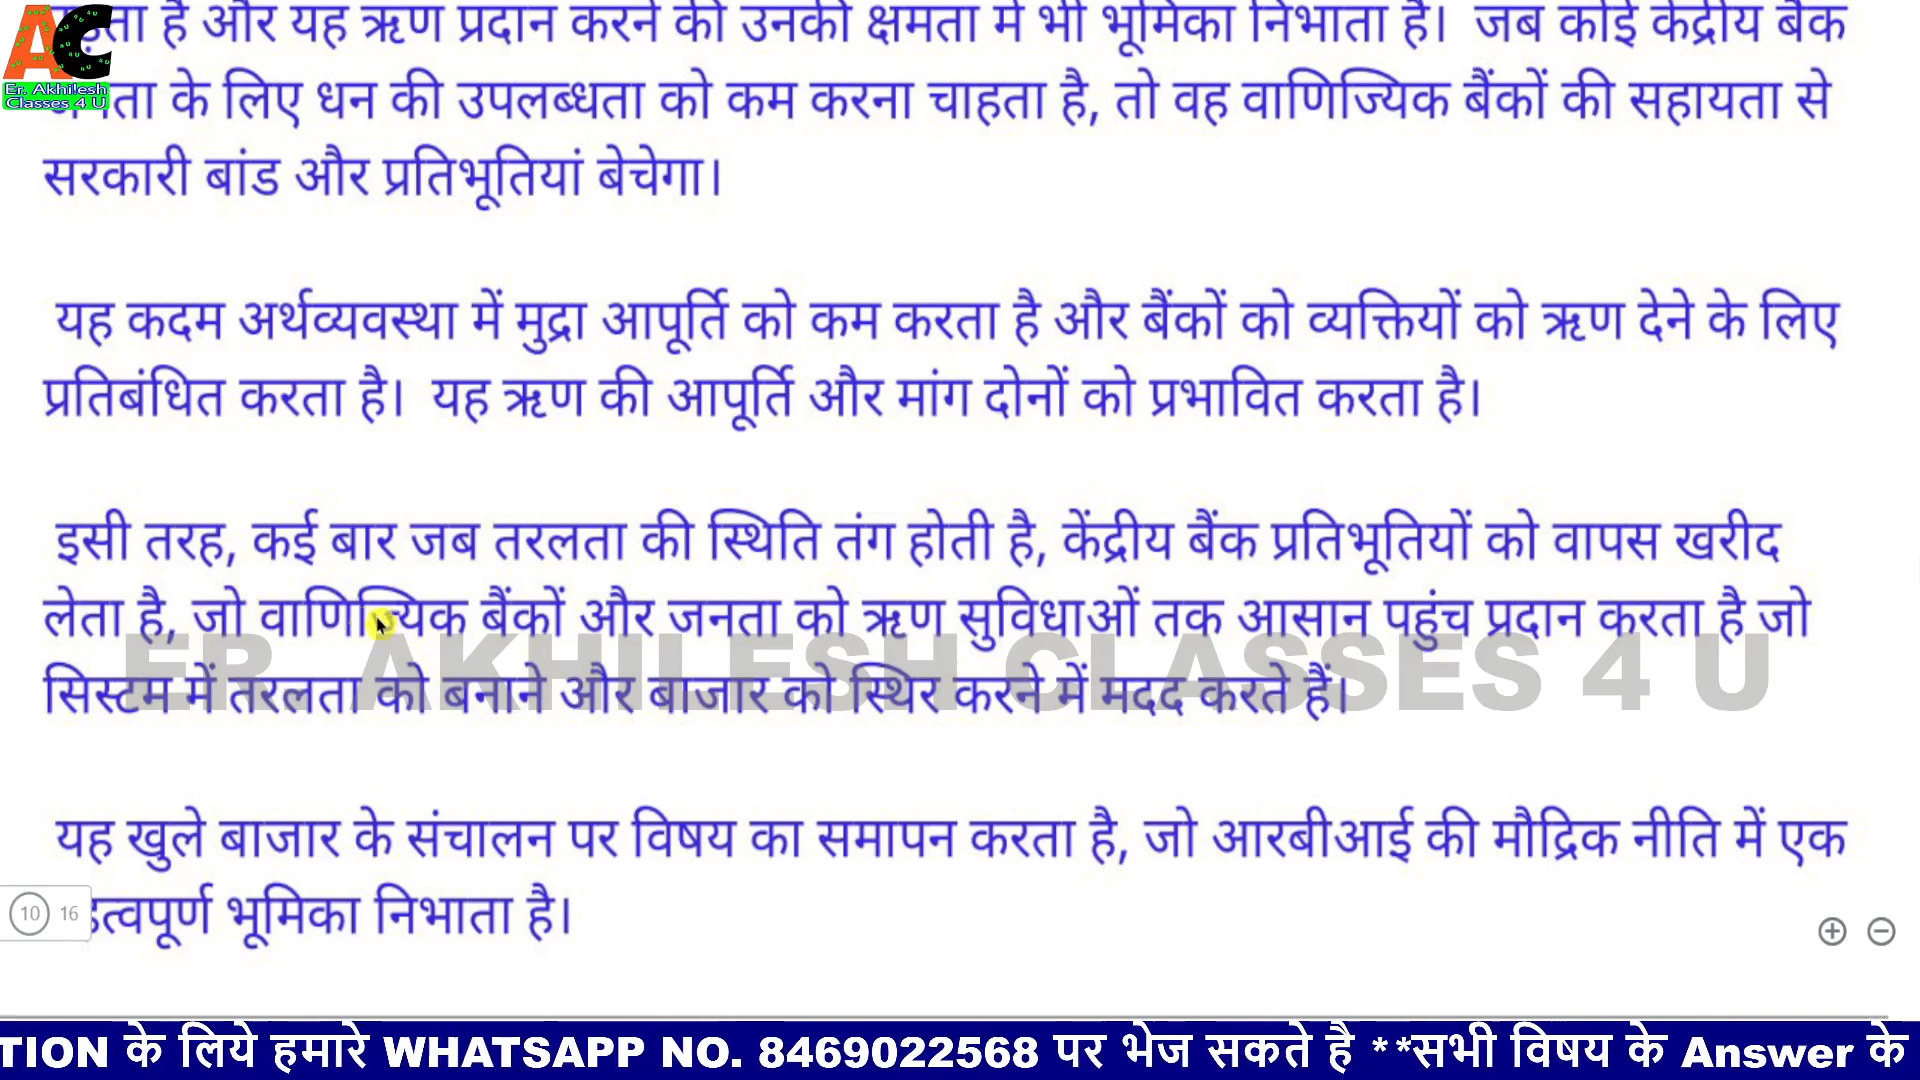 है और यह ऋण प्रदान करने की उनकी क्षमता में भी भूमिका निभाता है। जब कोई केंद्रीय बैंक
के लिए धन की उपलब्धता को कम करना चाहता है, तो वह वाणिज्यिक बैंकों की सहायता से
सरकारी बांड और प्रतिभूतियां बेचेगा।
यह कदम अर्थव्यवस्था में मुद्रा आपूर्ति को कम करता है और बैंकों को व्यक्तियों को ऋण देने के लिए
प्रतिबंधित करता है। यह ऋण की आपूर्ति और मांग दोनों को प्रभावित करता है।
इसी तरह, कई बार जब तरलता की स्थिति तंग होती है, केंद्रीय बैंक प्रतिभूतियों को वापस खरीद
लेता है, जो वाणिज्यिक बैंकों और जनता को ऋण सुविधाओं तक आसान पहुंच प्रदान करता है जो
सिस्टम में तरलता को बनाने और बाजार को स्थिर करने में मदद करते हैं।
यह खुले बाजार के संचालन पर विषय का समापन करता है, जो आरबीआई की मौद्रिक नीति में एक
भूमिका निभाता है।
AC
Er. Akhilesh
Classes 4 U
ER. AKHILESH CLASSES 4 U
10 16
TION के लिये हमारे WHATSAPP NO. 8469022568 पर भेज सकते है **सभी विषय के Answer के